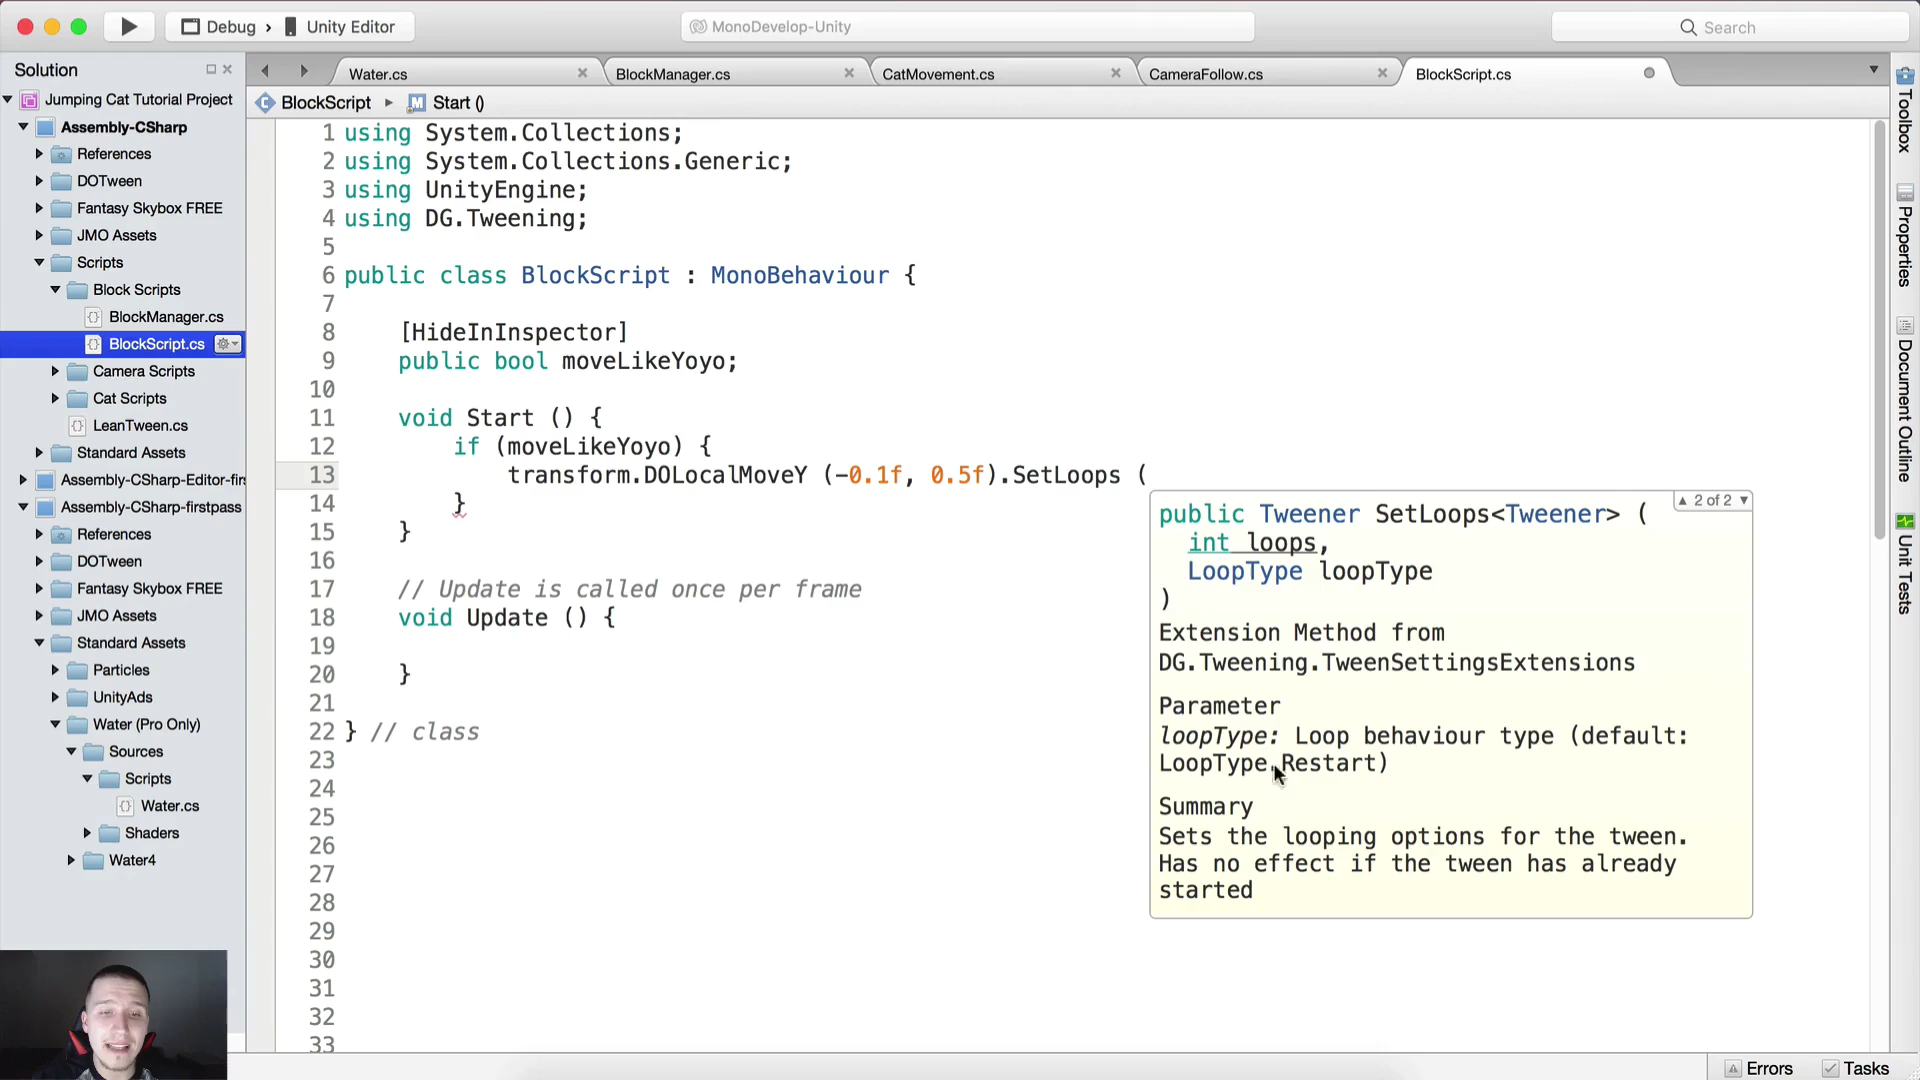 Debug › Unity Editor
MonoDevelop-Unity
Search
Solution
Water.cs
BlockManager.cs
CatMovement.cs
CameraFollow.cs
BlockScript.cs
BlockScript ▸ M Start ()
Jumping Cat Tutorial Project
Assembly-CSharp
References
DOTween
Fantasy Skybox FREE
JMO Assets
Scripts
Block Scripts
BlockManager.cs
BlockScript.cs
Camera Scripts
Cat Scripts
LeanTween.cs
Standard Assets
Assembly-CSharp-Editor-firs
Assembly-CSharp-firstpass
References
DOTween
Fantasy Skybox FREE
JMO Assets
Standard Assets
Particles
UnityAds
Water (Pro Only)
Sources
Scripts
Water.cs
Shaders
Water4
1 using System.Collections;
2 using System.Collections.Generic;
3 using UnityEngine;
4 using DG.Tweening;
5
6 public class BlockScript : MonoBehaviour {
7
8 [HideInInspector]
9 public bool moveLikeYoyo;
10
11 void Start () {
12 if (moveLikeYoyo) {
13 transform.DOLocalMoveY (-0.1f, 0.5f).SetLoops (
14 }
15 }
16
17 // Update is called once per frame
18 void Update () {
19
20 }
21
22 } // class
23
24
25
26
27
28
29
30
31
32
33
▲ 2 of 2 ▼
public Tweener SetLoops<Tweener> (
int loops,
LoopType loopType
)
Extension Method from
DG.Tweening.TweenSettingsExtensions
Parameter
loopType: Loop behaviour type (default:
LoopType.Restart)
Summary
Sets the looping options for the tween.
Has no effect if the tween has already
started
Toolbox
Properties
Document Outline
Unit Tests
Errors
Tasks